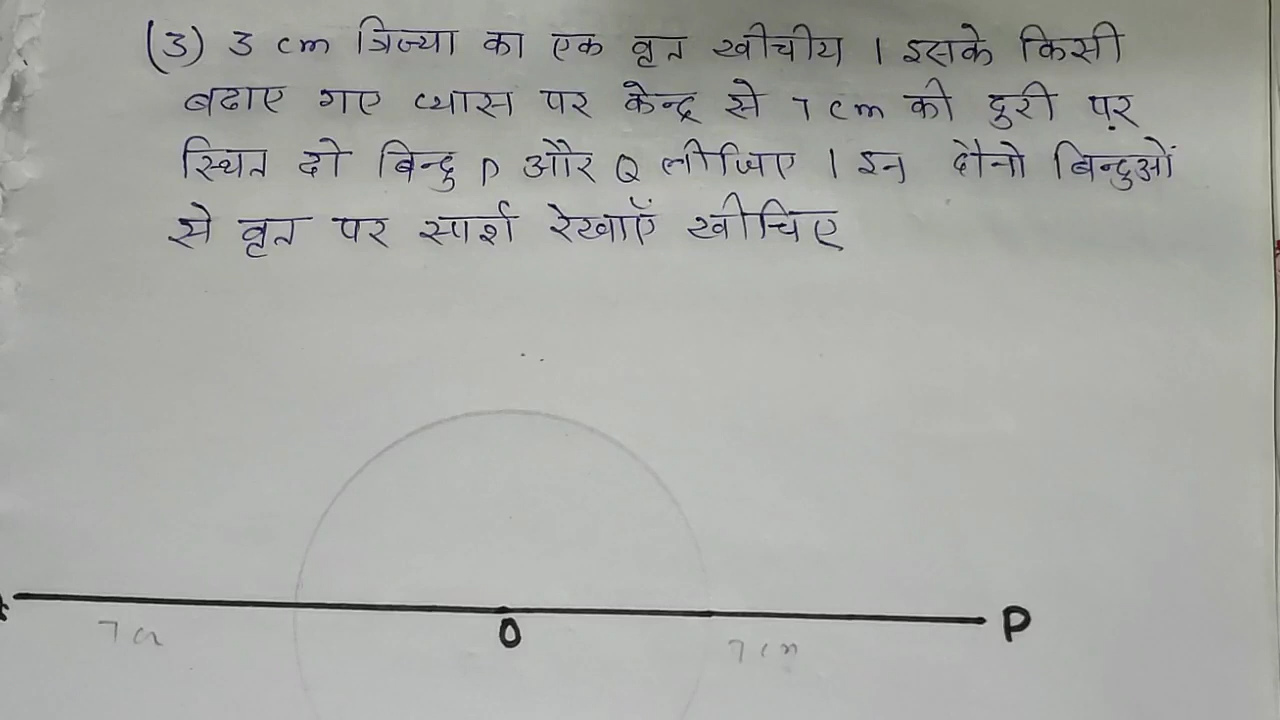 (3) 3 cm त्रिज्या का एक वृत खीचीय । इसके किसी
बढाए गए व्यास पर केन्द्र से 7 cm की दुरी पर
स्थित दो बिन्दु P और Q लीजिए । इन दोनो बिन्दुओं
से वृत पर स्पर्श रेखाएँ खीचिए
O
P
7 cm